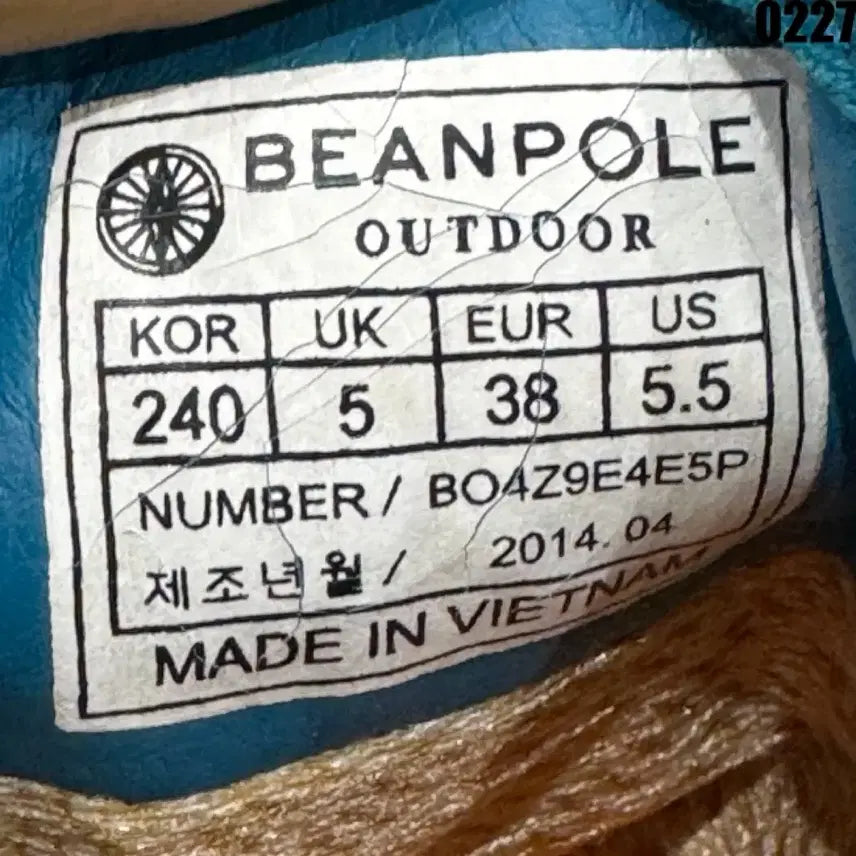 0227
BEANPOLE
OUTDOOR
KOR UK EUR US
240 5 38 5.5
NUMBER / BO4Z9E4E5P
제조년월 / 2014. 04
MADE IN VIETNAM